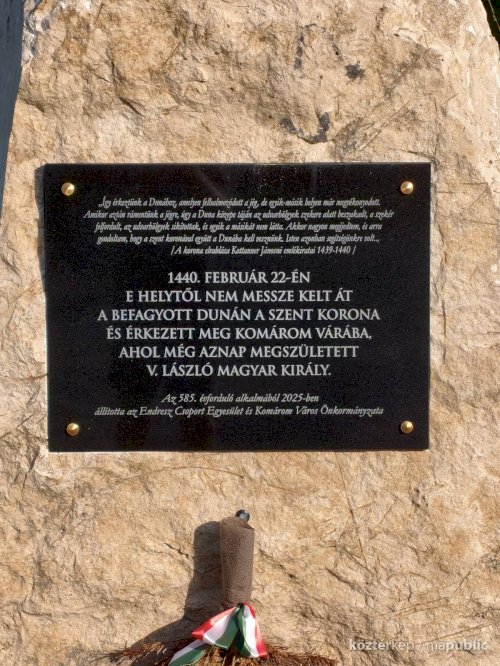 „Így érkeztünk a Dunához, amelyen felhalmozódott a jég, de egyik-másik helyen már megvékonyodott.
Amikor aztán rámentünk a jégre, úgy a Duna közepe táján az udvarhölgyek szekere alatt beszakadt, a szekér
felfordult, az udvarhölgyek sikítottak, és egyik a másikát nem látta. Akkor nagyon megijedtem, és arra
gondoltam, hogy a szent koronával együtt a Dunába kell vesznünk. Isten azonban segítségünkre volt...„
/A korona elrablása Kottanner Jánosné emlékiratai 1439-1440 /
1440. FEBRUÁR 22-ÉN
E HELYTŐL NEM MESSZE KELT ÁT
A BEFAGYOTT DUNÁN A SZENT KORONA
ÉS ÉRKEZETT MEG KOMÁROM VÁRÁBA,
AHOL MÉG AZNAP MEGSZÜLETETT
V. LÁSZLÓ MAGYAR KIRÁLY.
Az 585. évforduló alkalmából 2025-ben
állította az Endresz Csoport Egyesület és Komárom Város Önkormányzata
köztérkép / mapublic